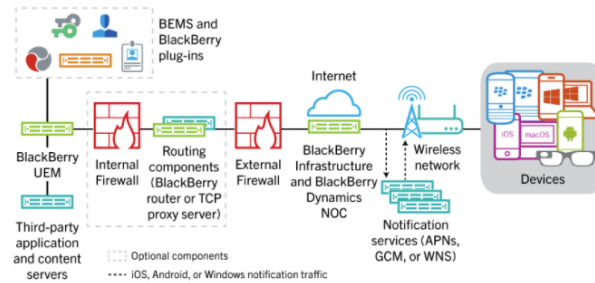 BEMS and
BlackBerry
plug-ins
Internet
BlackBerry
UEM
Internal
Firewall
Routing
components
(BlackBerry
router or TCP
proxy server)
External
Firewall
BlackBerry
Infrastructure
and BlackBerry
Dynamics
NOC
Wireless
network
iOS
macOS
Devices
Third-party
application
and content
servers
Notification
services (APNs,
GCM, or WNS)
Optional components
iOS, Android, or Windows notification traffic